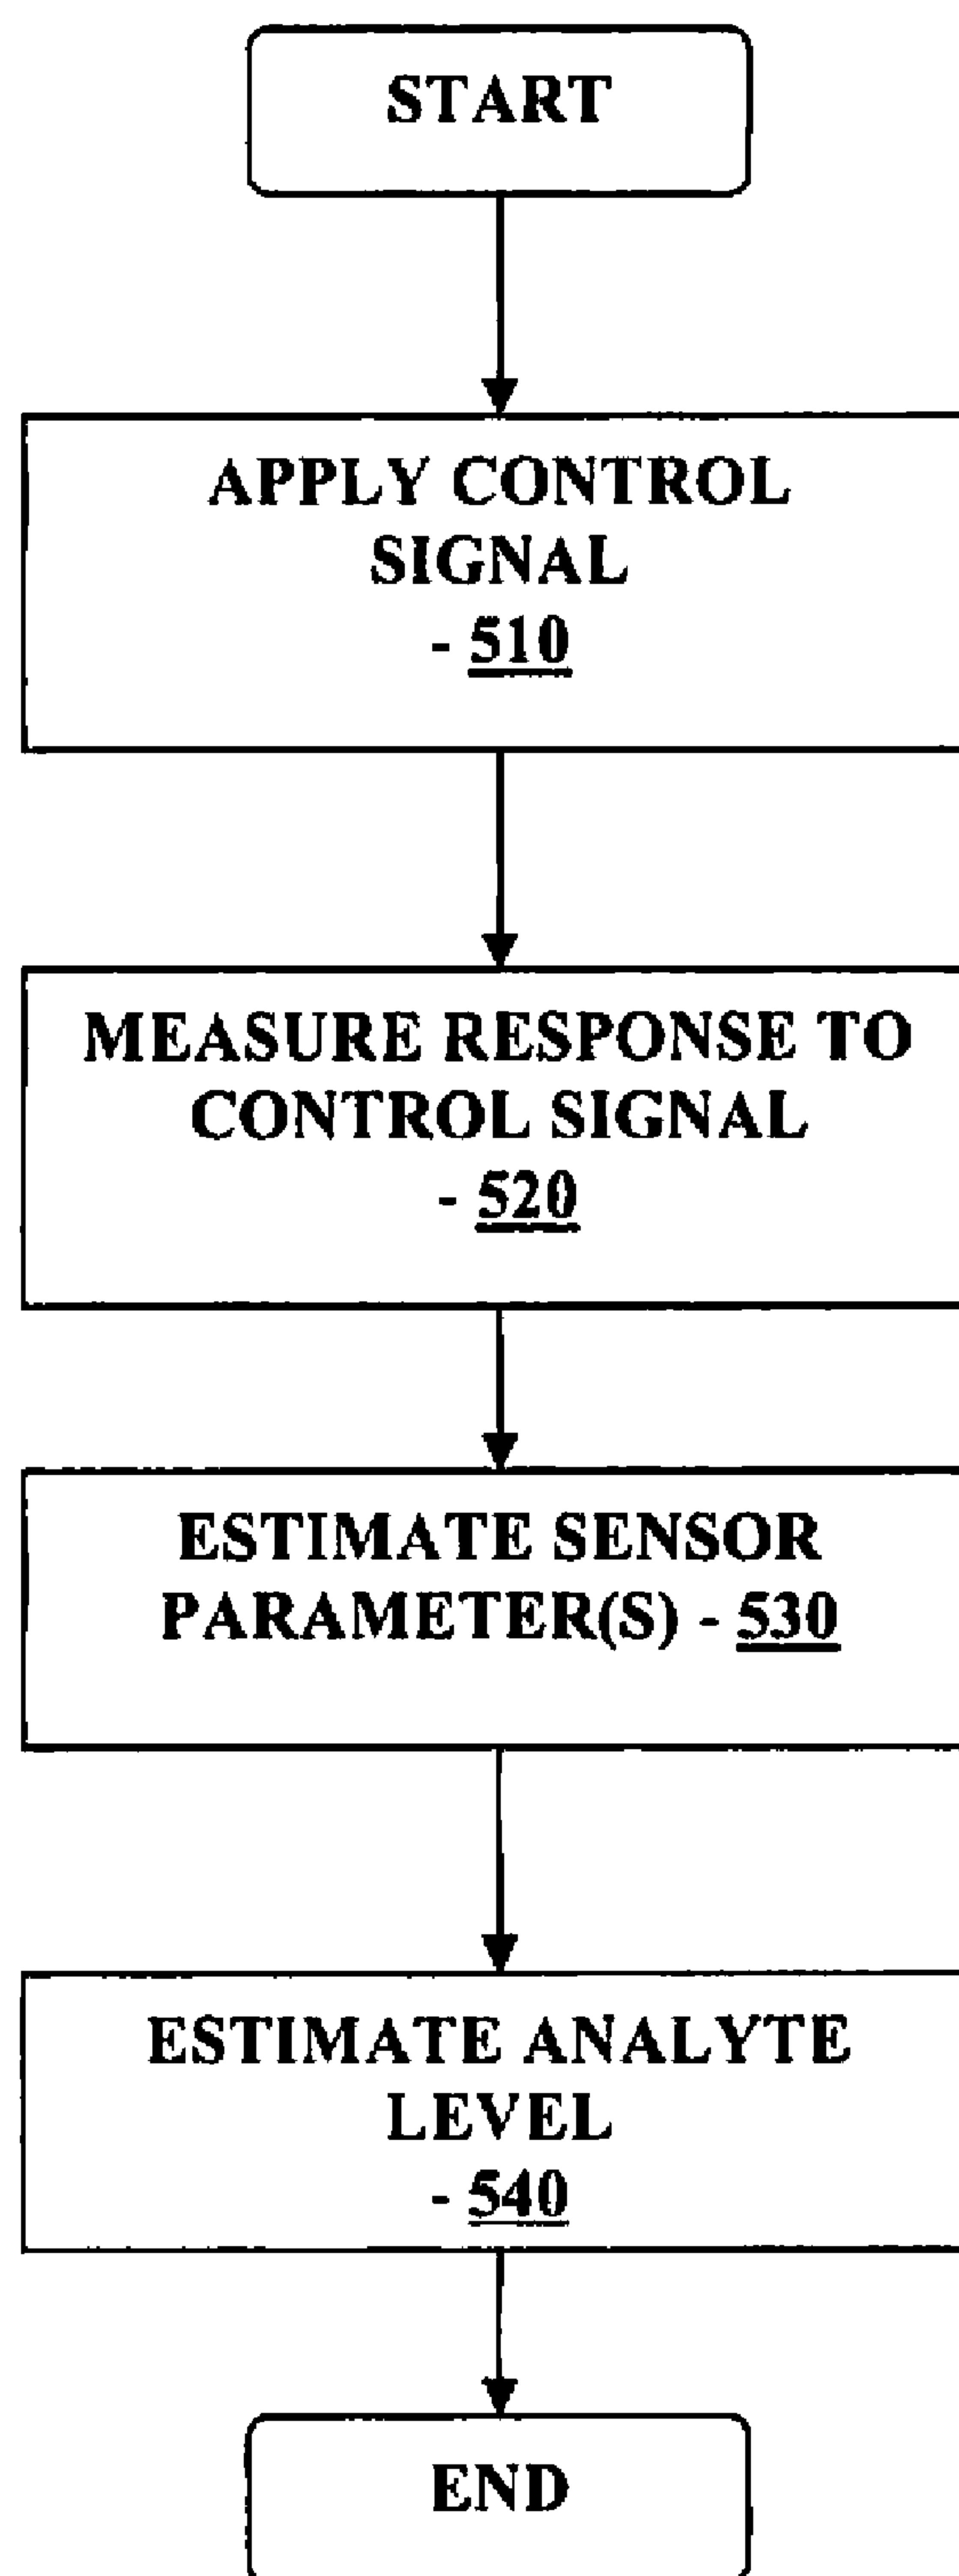 START
APPLY CONTROL
SIGNAL
- 510
MEASURE RESPONSE TO
CONTROL SIGNAL
- 520
ESTIMATE SENSOR
PARAMETER(S) - 530
ESTIMATE ANALYTE
LEVEL
- 540
END